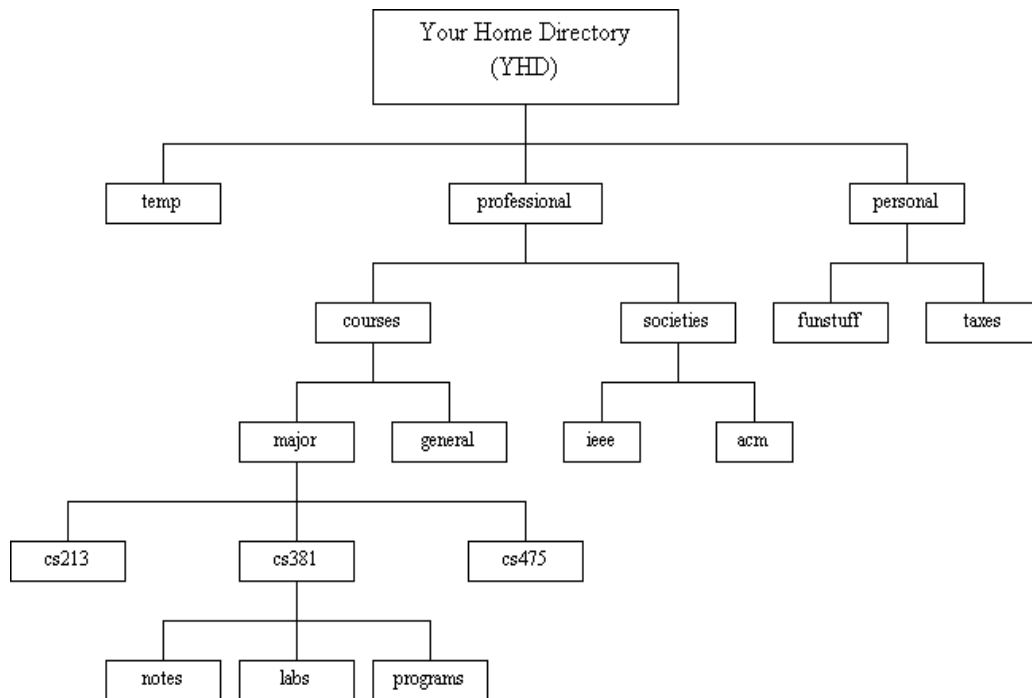 Your Home Directory
(YHD)
temp
professional
personal
courses
societies
funstuff
taxes
major
general
ieee
acm
cs213
cs381
cs475
notes
labs
programs